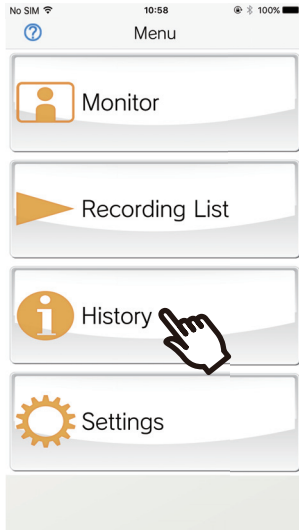 No SIM 10:58 100%
? Menu
Monitor
Recording List
History
Settings